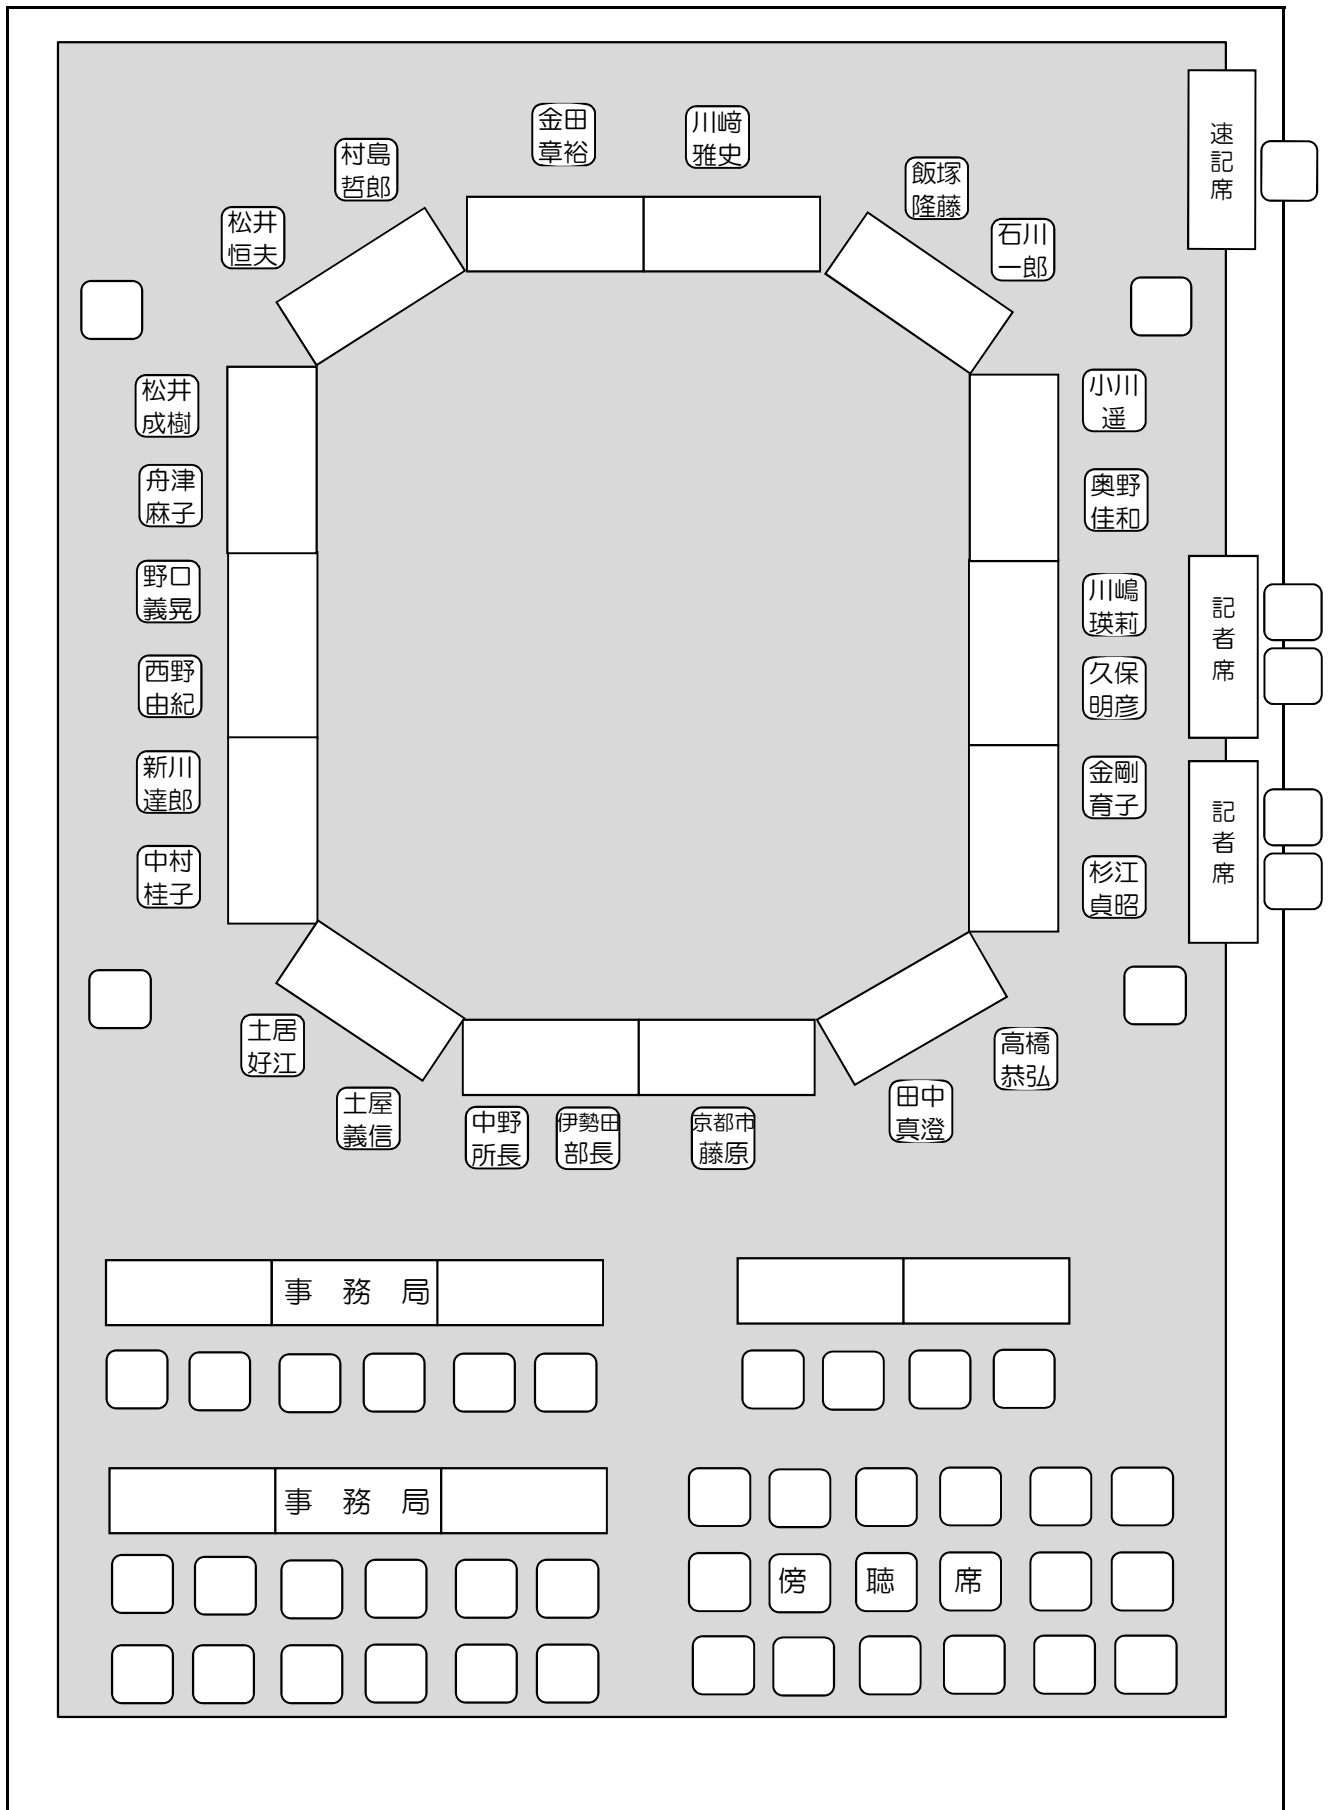 金田
章裕
川﨑
雅史
村島
哲郎
飯塚
隆藤
松井
恒夫
石川
一郎
速記席
松井
成樹
小川
遥
舟津
麻子
奥野
佳和
野口
義晃
川嶋
瑛莉
記者席
西野
由紀
久保
明彦
新川
達郎
金剛
育子
記者席
中村
桂子
杉江
貞昭
土居
好江
高橋
恭弘
土屋
義信
中野
所長
伊勢田
部長
京都市
藤原
田中
真澄
事 務 局
事 務 局
傍 聴 席